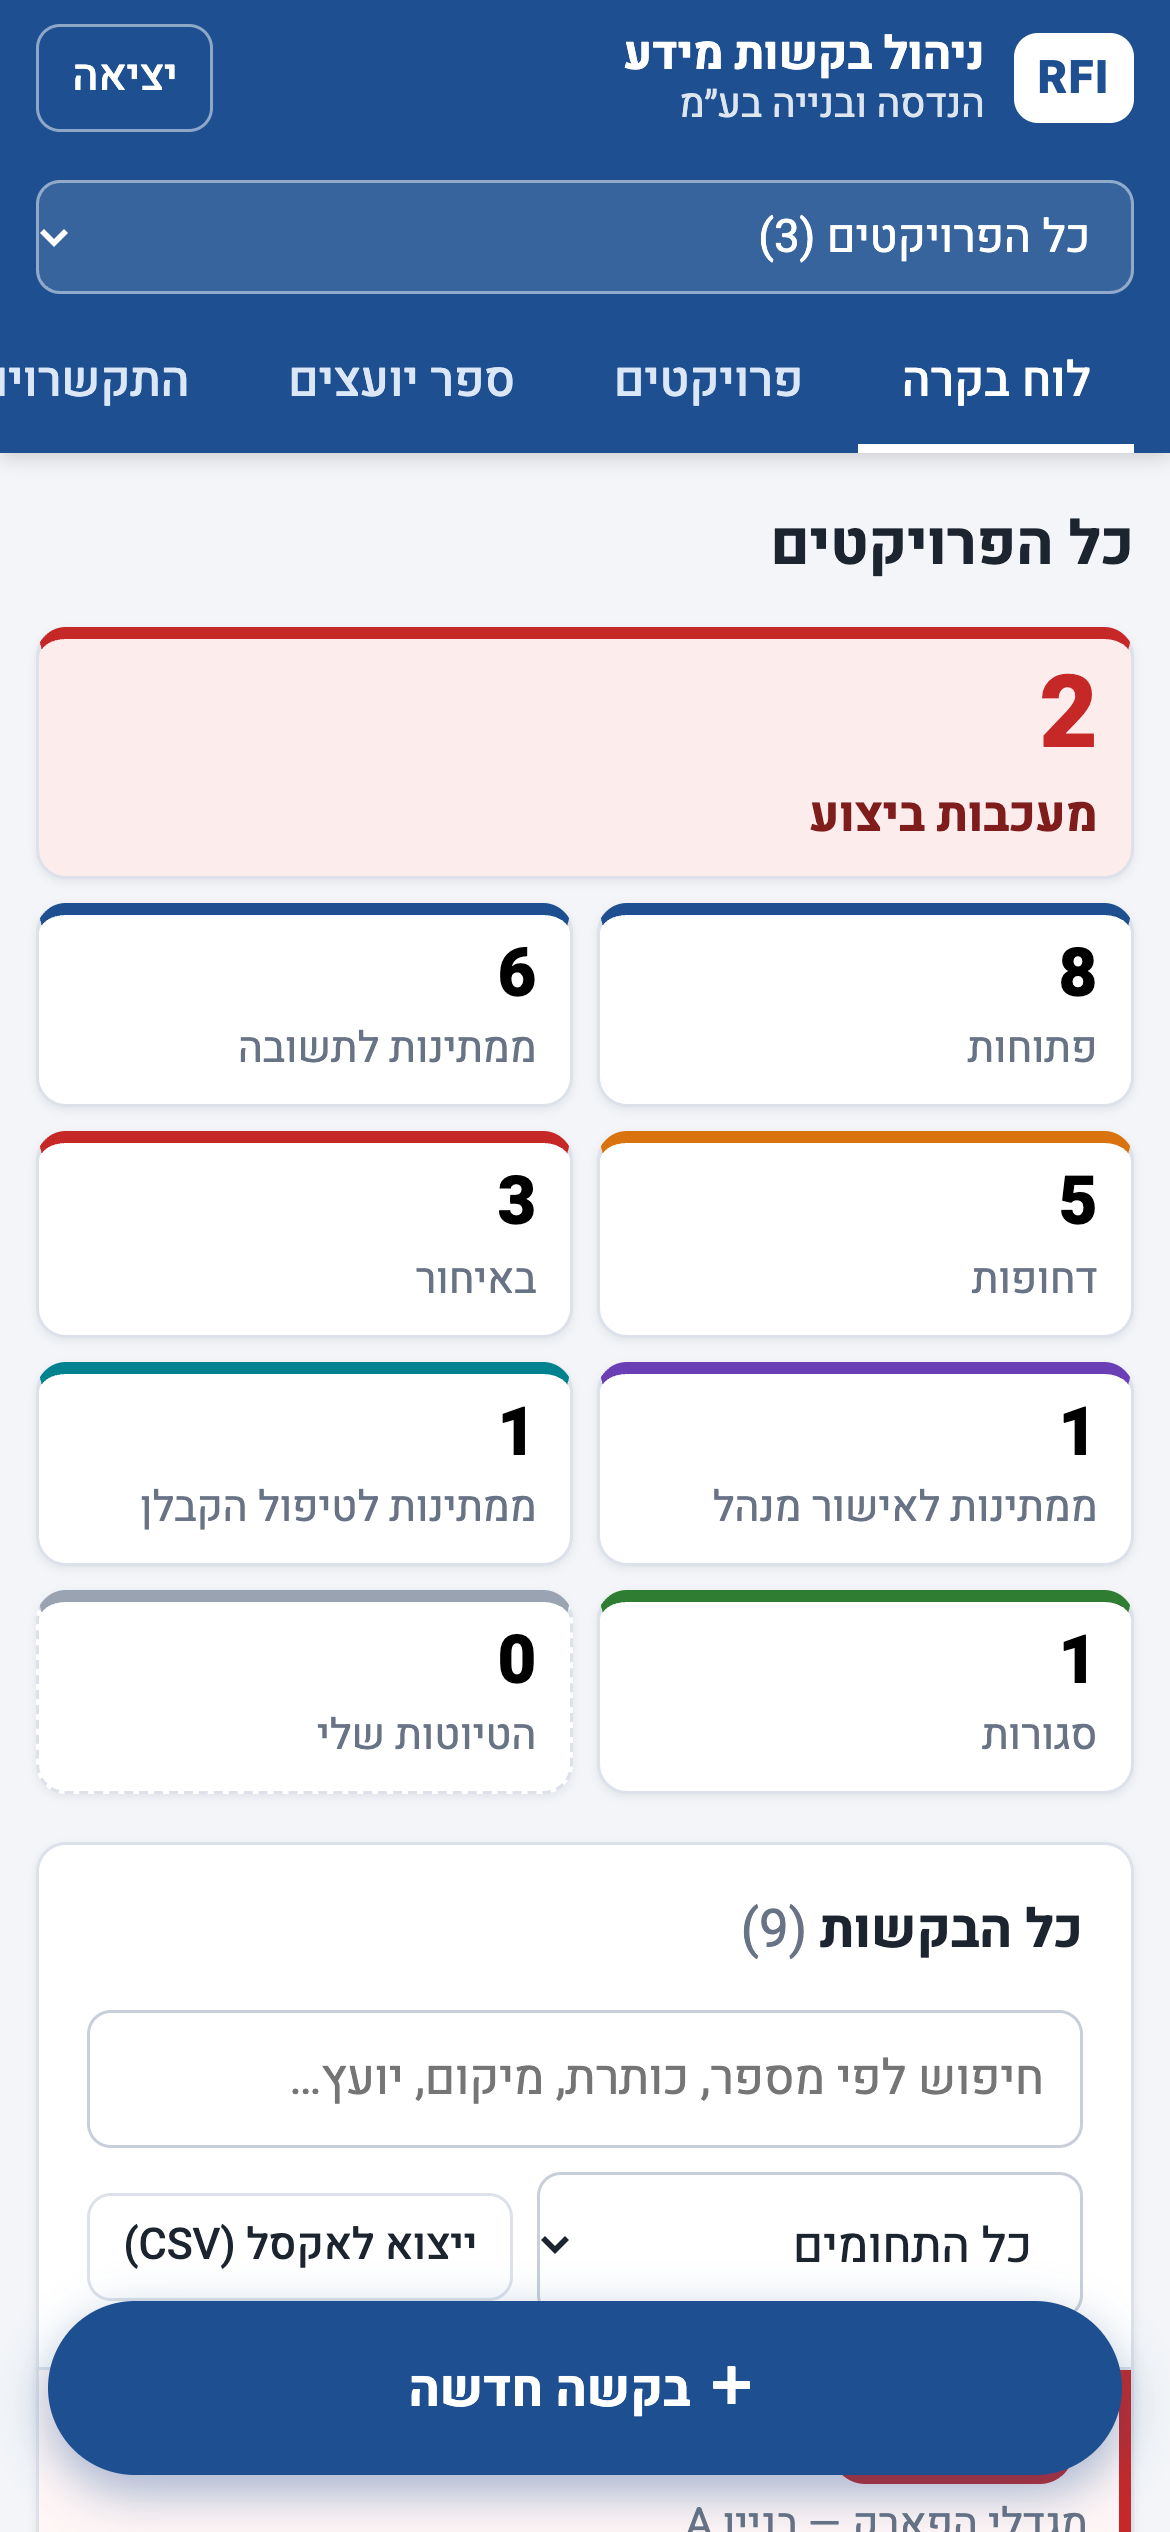 RFI
ניהול בקשות מידע
הנדסה ובנייה בע״מ
יציאה
כל הפרויקטים (3)
לוח בקרה
פרויקטים
ספר יועצים
כל הפרויקטים
2
מעכבות ביצוע
8
פתוחות
6
ממתינות לתשובה
5
דחופות
3
באיחור
1
ממתינות לאישור מנהל
1
ממתינות לטיפול הקבלן
1
סגורות
0
הטיוטות שלי
כל הבקשות (9)
חיפוש לפי מספר, כותרת, מיקום, יועץ...
כל התחומים
ייצוא לאקסל (CSV)
+ בקשה חדשה
מגדלי הפארק — בניין A